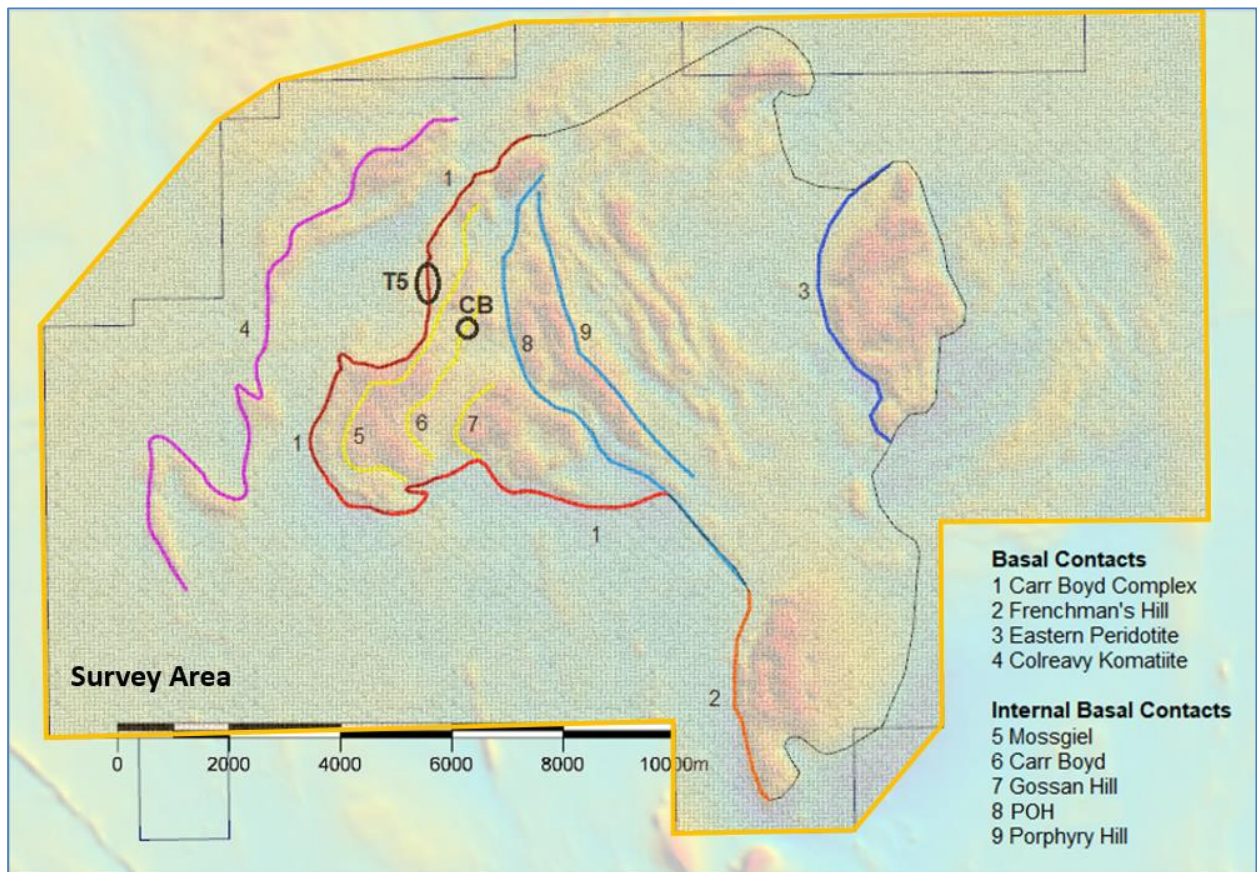 1
4
T5
CB
3
9
8
1
5
6
7
1
2
Survey Area
0 2000 4000 6000 8000 10000m
Basal Contacts
1 Carr Boyd Complex
2 Frenchman's Hill
3 Eastern Peridotite
4 Colreavy Komatiite
Internal Basal Contacts
5 Mossgiel
6 Carr Boyd
7 Gossan Hill
8 POH
9 Porphyry Hill